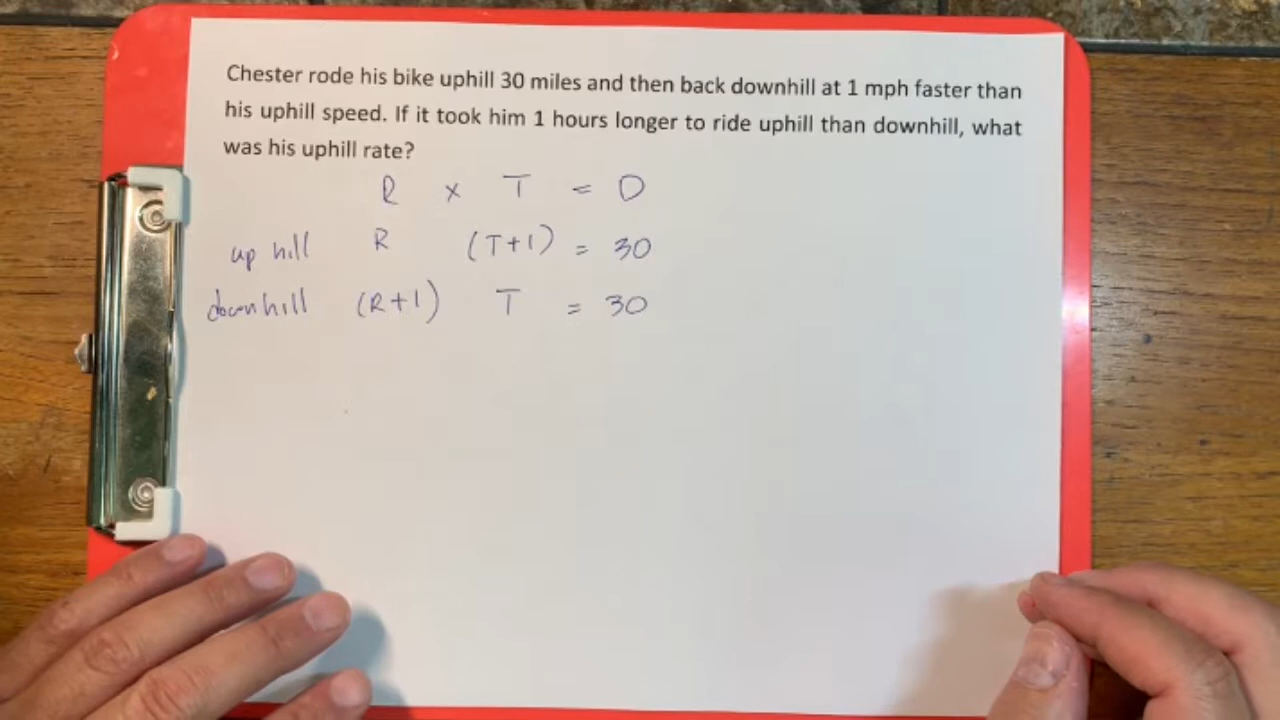 Chester rode his bike uphill 30 miles and then back downhill at 1 mph faster than
his uphill speed. If it took him 1 hours longer to ride uphill than downhill, what
was his uphill rate?
R x T = D
up hill R (T+1) = 30
downhill (R+1) T = 30